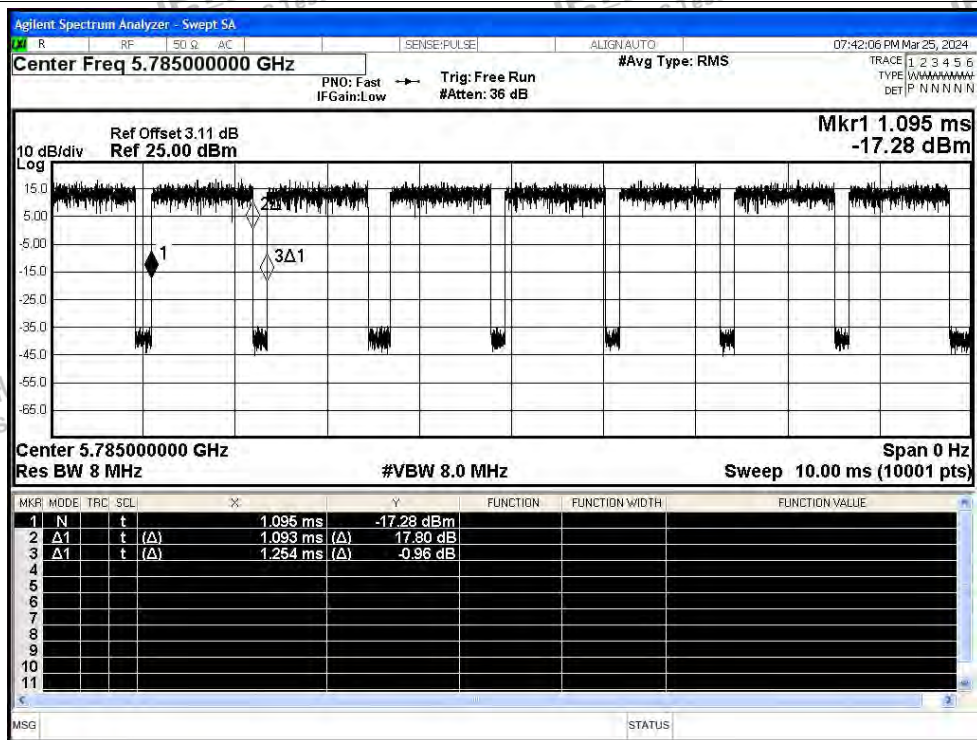 Agilent Spectrum Analyzer - Swept SA
LXI R RF 50 Ω AC SENSE:PULSE ALIGN AUTO 07:42:06 PM Mar 25, 2024
Center Freq 5.785000000 GHz #Avg Type: RMS TRACE 1 2 3 4 5 6
PNO: Fast Trig: Free Run TYPE WWWWWW
IFGain:Low #Atten: 36 dB DET P N N N N N
Mkr1 1.095 ms
Ref Offset 3.11 dB
10 dB/div Ref 25.00 dBm -17.28 dBm
Log
15.0
5.00
-5.00
-15.0
-25.0
-35.0
-45.0
-55.0
-65.0
1
2Δ1
3Δ1
Center 5.785000000 GHz Span 0 Hz
Res BW 8 MHz #VBW 8.0 MHz Sweep 10.00 ms (10001 pts)
MKR MODE TRC SCL X Y FUNCTION FUNCTION WIDTH FUNCTION VALUE
1 N t 1.095 ms -17.28 dBm
2 Δ1 t (Δ) 1.093 ms (Δ) 17.80 dB
3 Δ1 t (Δ) 1.254 ms (Δ) -0.96 dB
4
5
6
7
8
9
10
11
MSG STATUS